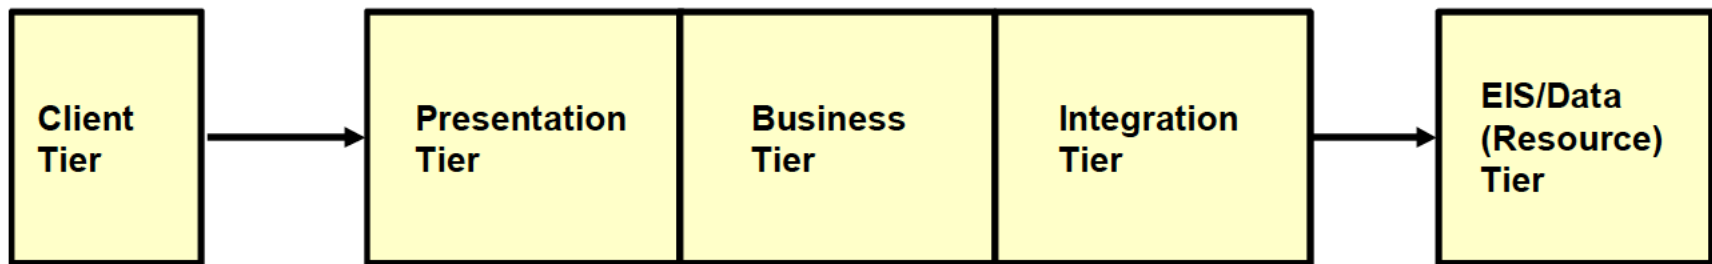 Client
Tier
Presentation
Tier
Business
Tier
Integration
Tier
EIS/Data
(Resource)
Tier